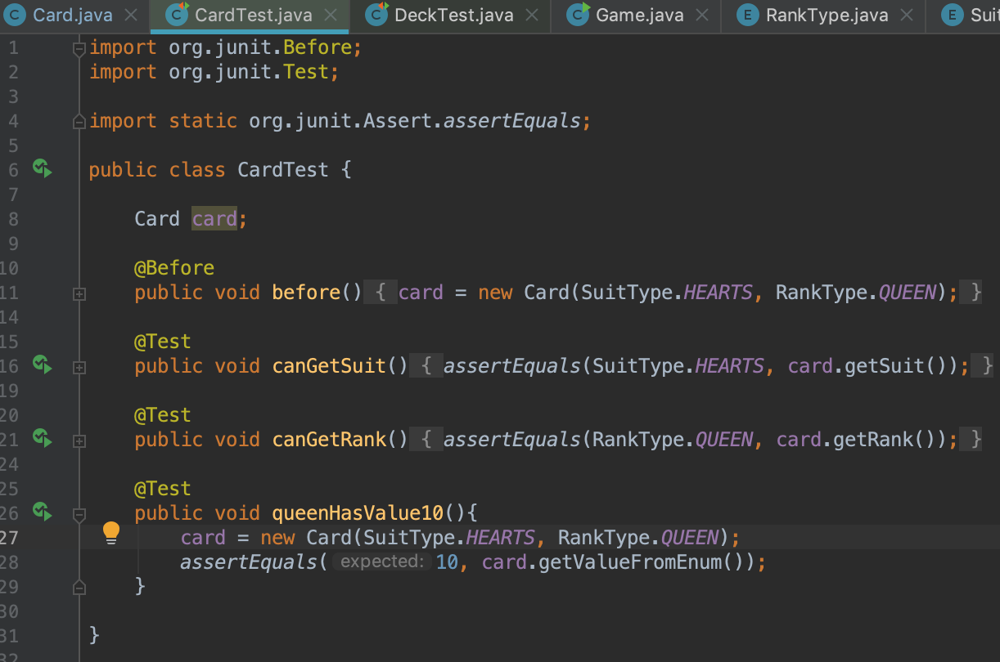 Card.java CardTest.java DeckTest.java Game.java RankType.java Suit
1 import org.junit.Before;
2 import org.junit.Test;
3
4 import static org.junit.Assert.assertEquals;
5
6 public class CardTest {
7
8 Card card;
9
10 @Before
11 public void before() { card = new Card(SuitType.HEARTS, RankType.QUEEN); }
14
15 @Test
16 public void canGetSuit() { assertEquals(SuitType.HEARTS, card.getSuit()); }
19
20 @Test
21 public void canGetRank() { assertEquals(RankType.QUEEN, card.getRank()); }
24
25 @Test
26 public void queenHasValue10(){
27 card = new Card(SuitType.HEARTS, RankType.QUEEN);
28 assertEquals( expected: 10, card.getValueFromEnum());
29 }
30
31 }
32